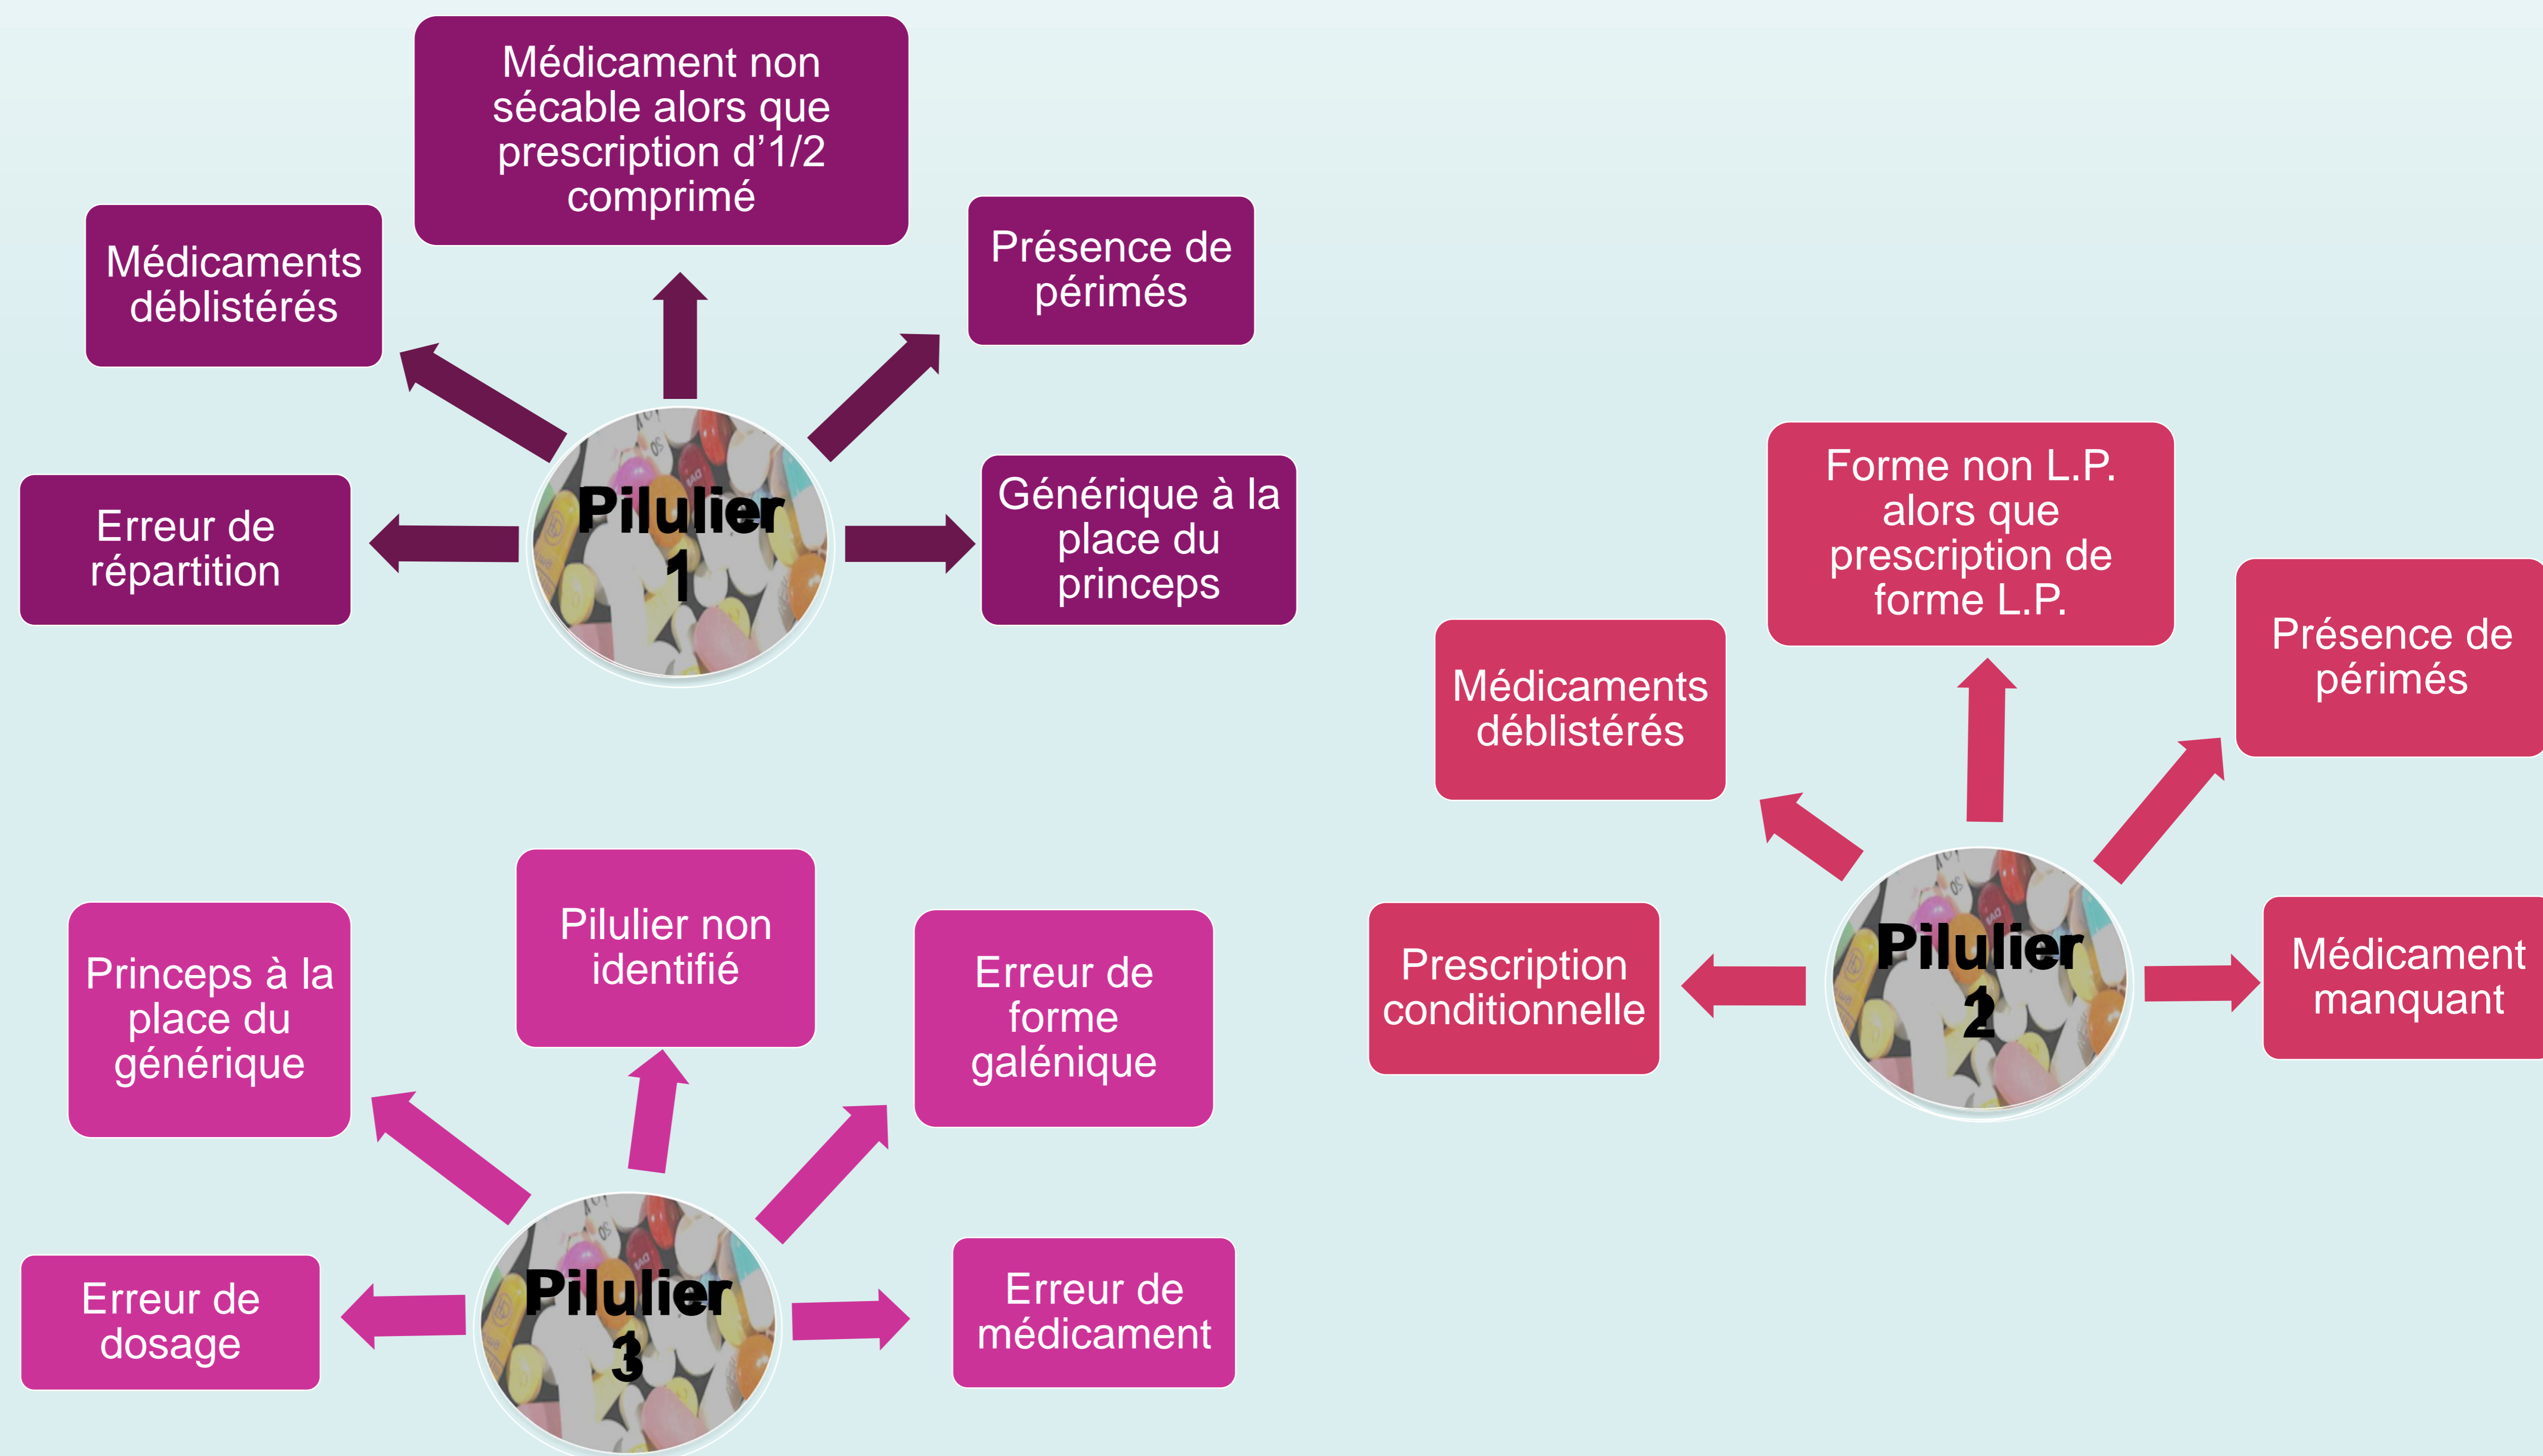 Médicament non
sécable alors que
prescription d’1/2
comprimé
Médicaments
déblistérés
Présence de
périmés
Erreur de
répartition
Pilulier
1
Générique à la
place du
princeps
Forme non L.P.
alors que
prescription de
forme L.P.
Médicaments
déblistérés
Présence de
périmés
Prescription
conditionnelle
Pilulier
2
Médicament
manquant
Princeps à la
place du
générique
Pilulier non
identifié
Erreur de
forme
galénique
Erreur de
dosage
Pilulier
3
Erreur de
médicament